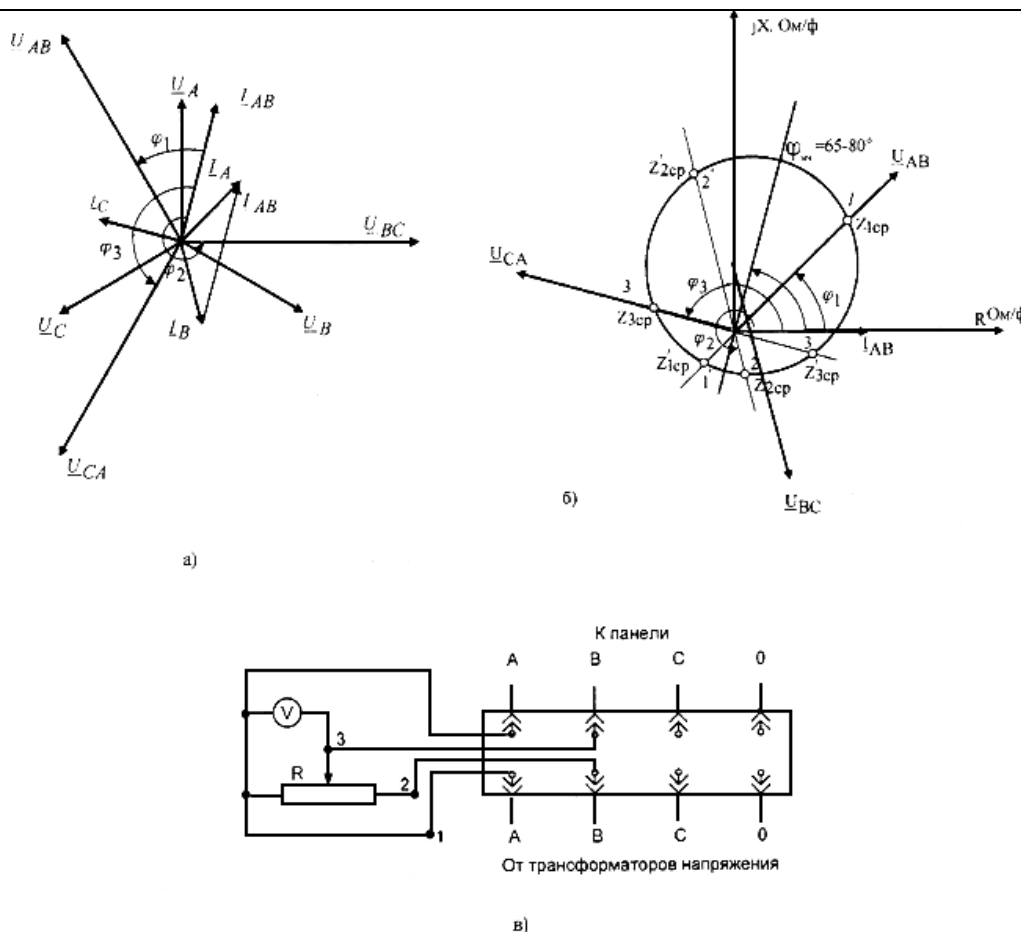 U AB
U A
I AB
φ1
I A
I AB
I C
U BC
φ3
φ2
U C
I B
U B
U CA
а)
jX, Ом/ф
=65-80°
U AB
Z'2ср
2'
1
Z1ср
U CA
3
φ3
φ1
Z3ср
R Ом/ф
I AB
φ2
3
Z'1ср
2
Z'3ср
1'
Z2ср
U BC
б)
К панели
A B C 0
V
3
R
2
1
A B C 0
От трансформаторов напряжения
в)